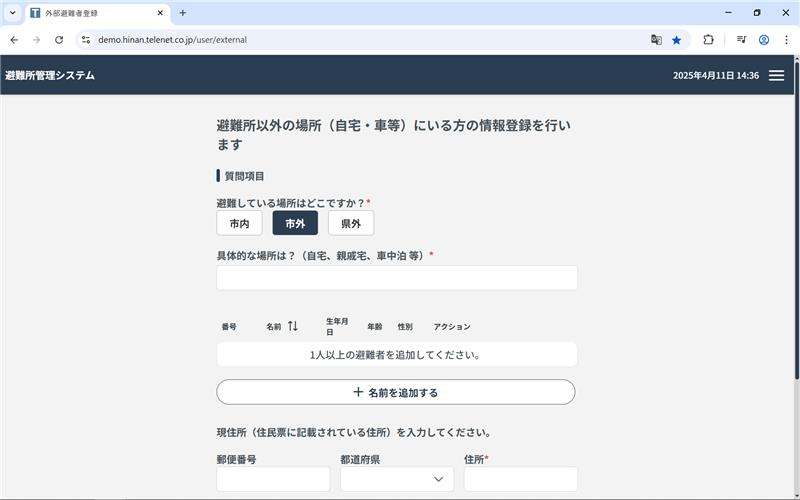 外部避難者登録
demo.hinan.telenet.co.jp/user/external
避難所管理システム
2025年4月11日 14:36
避難所以外の場所（自宅・車等）にいる方の情報登録を行い
ます
質問項目
避難している場所はどこですか？*
市内 市外 県外
具体的な場所は？（自宅、親戚宅、車中泊 等）*
番号 名前 生年月日 年齢 性別 アクション
1人以上の避難者を追加してください。
＋ 名前を追加する
現住所（住民票に記載されている住所）を入力してください。
郵便番号 都道府県 住所*